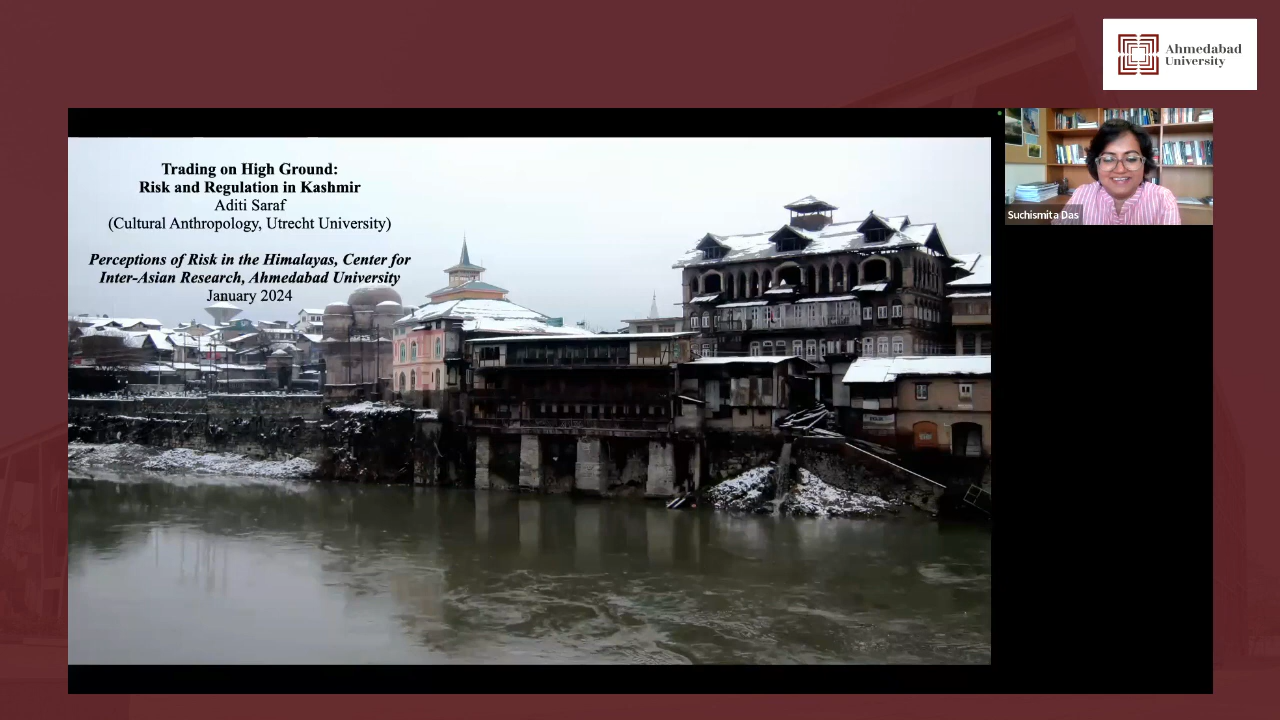 Ahmedabad
University
Trading on High Ground:
Risk and Regulation in Kashmir
Aditi Saraf
(Cultural Anthropology, Utrecht University)
Perceptions of Risk in the Himalayas, Center for
Inter-Asian Research, Ahmedabad University
January 2024
Suchismita Das